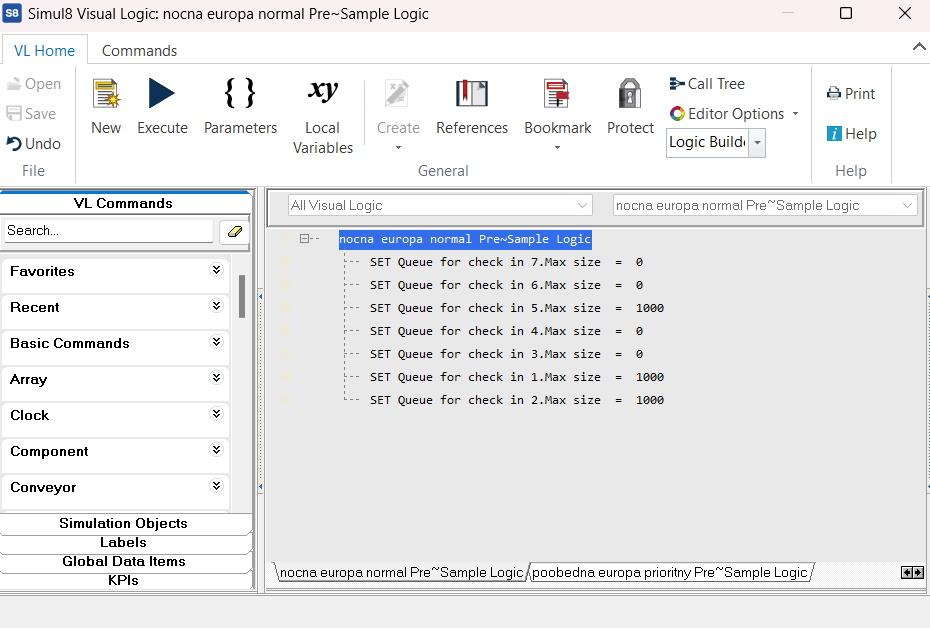 S8 Simul8 Visual Logic: nocna europa normal Pre~Sample Logic
VL Home Commands
Open
Save
Undo
File
New
Execute
{ }
Parameters
xy
Local
Variables
Create
References
Bookmark
Protect
Call Tree
Editor Options
Logic Build
General
Print
Help
Help
VL Commands
Search...
Favorites
Recent
Basic Commands
Array
Clock
Component
Conveyor
Simulation Objects
Labels
Global Data Items
KPIs
All Visual Logic
nocna europa normal Pre~Sample Logic
nocna europa normal Pre~Sample Logic
SET Queue for check in 7.Max size = 0
SET Queue for check in 6.Max size = 0
SET Queue for check in 5.Max size = 1000
SET Queue for check in 4.Max size = 0
SET Queue for check in 3.Max size = 0
SET Queue for check in 1.Max size = 1000
SET Queue for check in 2.Max size = 1000
nocna europa normal Pre~Sample Logic
poobedna europa prioritny Pre~Sample Logic